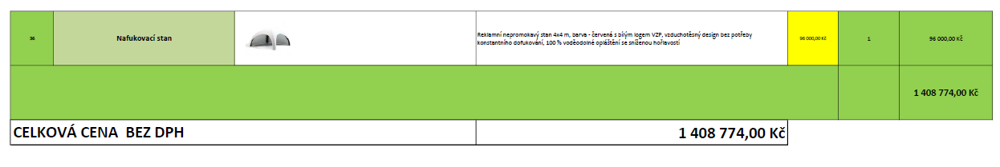 36
Nafukovací stan
Reklamní nepromokavý stan 4x4 m, barva - červená s bílým logem VZP, vzduchotěsný design bez potřeby
konstantního dofukování, 100 % voděodolné opláštění se sníženou hořlavostí
96 000,00 Kč
1
96 000,00 Kč
1 408 774,00 Kč
CELKOVÁ CENA BEZ DPH
1 408 774,00 Kč